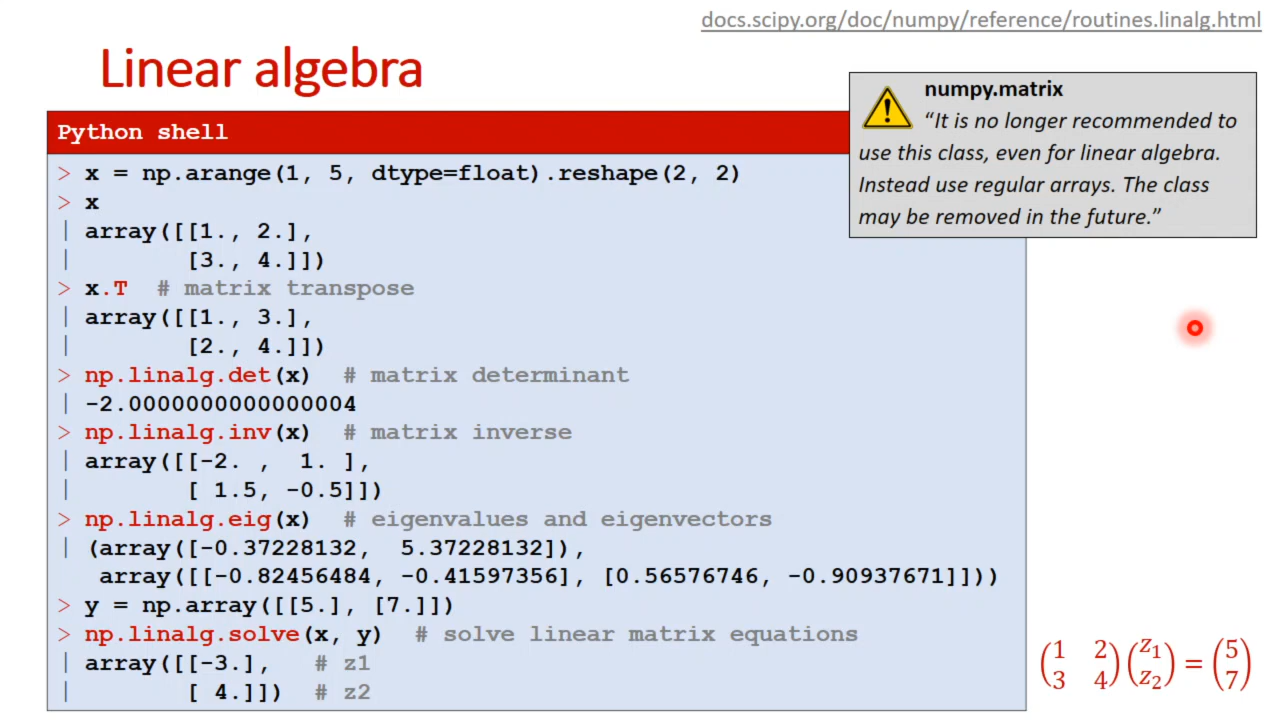 docs.scipy.org/doc/numpy/reference/routines.linalg.html
Linear algebra
numpy.matrix
“It is no longer recommended to
use this class, even for linear algebra.
Instead use regular arrays. The class
may be removed in the future.”
Python shell
> x = np.arange(1, 5, dtype=float).reshape(2, 2)
> x
| array([[1., 2.],
|        [3., 4.]])
> x.T  # matrix transpose
| array([[1., 3.],
|        [2., 4.]])
> np.linalg.det(x)  # matrix determinant
| -2.0000000000000004
> np.linalg.inv(x)  # matrix inverse
| array([[-2. ,  1. ],
|        [ 1.5, -0.5]])
> np.linalg.eig(x)  # eigenvalues and eigenvectors
| (array([-0.37228132,  5.37228132]),
   array([[-0.82456484, -0.41597356], [0.56576746, -0.90937671]]))
> y = np.array([[5.], [7.]])
> np.linalg.solve(x, y)  # solve linear matrix equations
| array([[-3.],   # z1
|        [ 4.]])  # z2
(1 2) (z₁) = (5)
(3 4) (z₂)   (7)